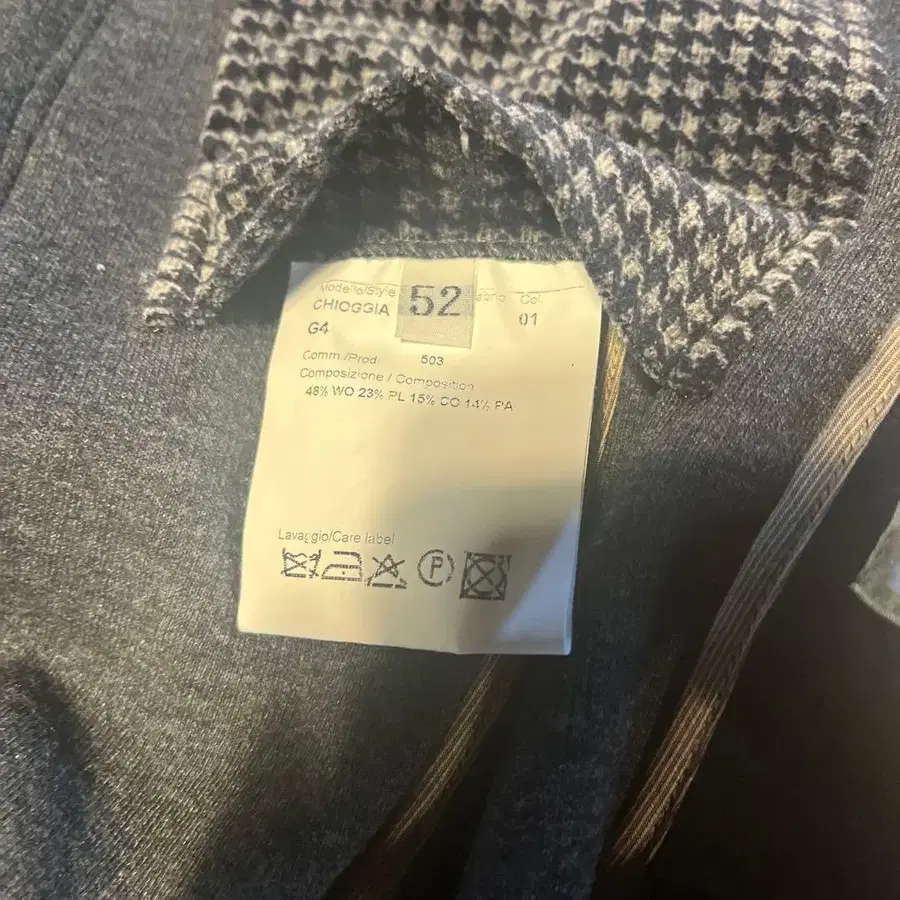 Modello/Style 52 Col
CHIOGGIA 01
G4
Comm./Prod 503
Composizione / Composition
48% WO 23% PL 15% CO 14% PA
Lavaggio/Care label
P